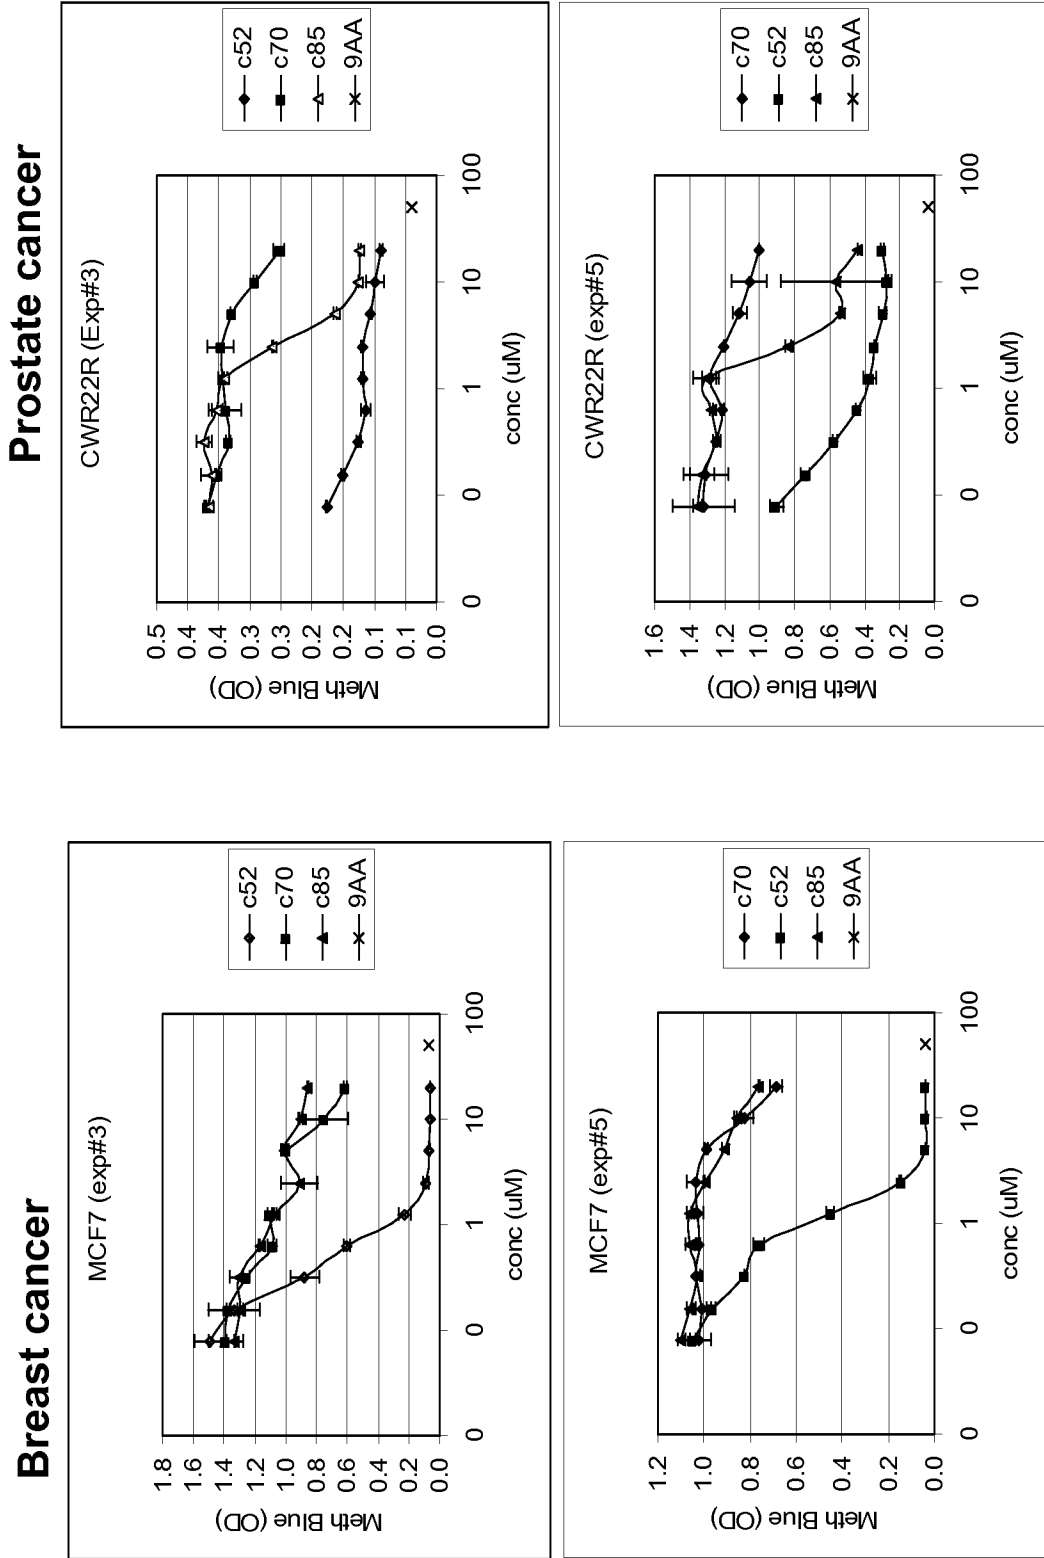 Breast cancer
MCF7 (exp#3)
Meth Blue (OD)
1.8
1.6
1.4
1.2
1.0
0.8
0.6
0.4
0.2
0.0
0
0
1
10
100
conc (uM)
c52
c70
c85
9AA
MCF7 (exp#5)
Meth Blue (OD)
1.2
1.0
0.8
0.6
0.4
0.2
0.0
0
0
1
10
100
conc (uM)
c70
c52
c85
9AA
Prostate cancer
CWR22R (Exp#3)
Meth Blue (OD)
0.5
0.4
0.4
0.3
0.3
0.2
0.2
0.1
0.1
0.0
0
0
1
10
100
conc (uM)
c52
c70
c85
9AA
CWR22R (exp#5)
Meth Blue (OD)
1.6
1.4
1.2
1.0
0.8
0.6
0.4
0.2
0.0
0
0
1
10
100
conc (uM)
c70
c52
c85
9AA